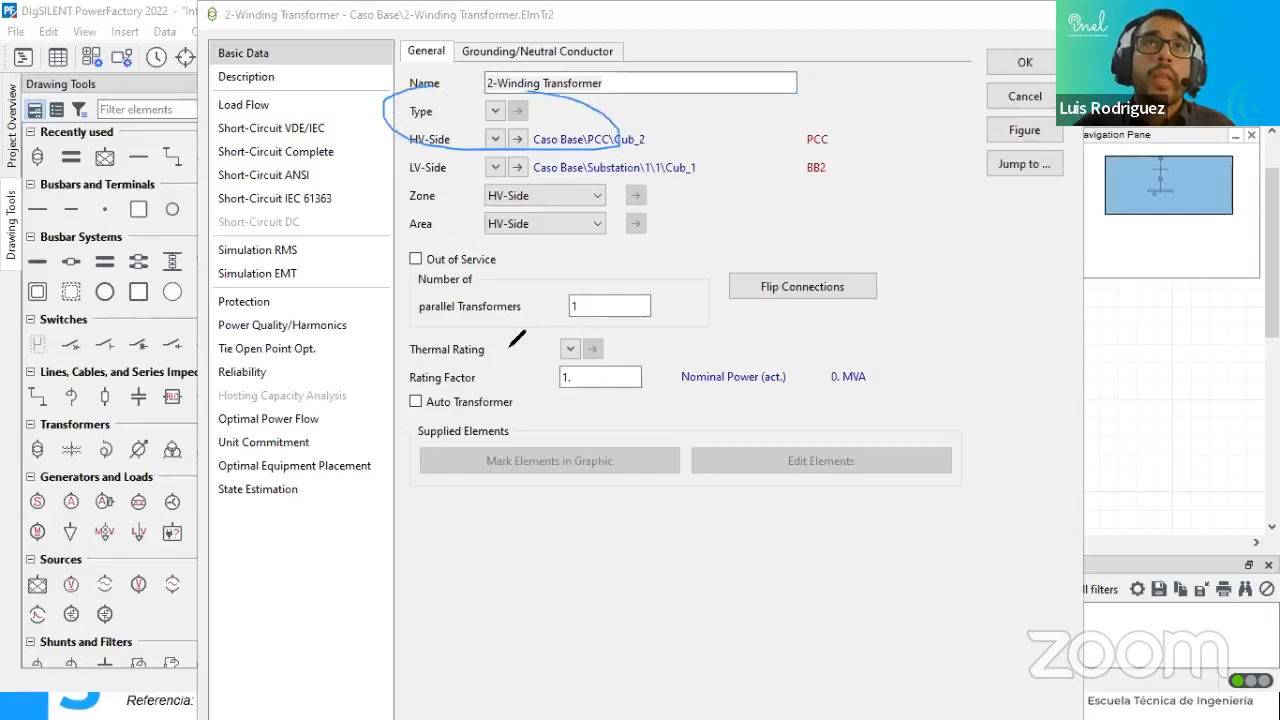 DIgSILENT PowerFactory 2022 - "Int
2-Winding Transformer - Caso Base\2-Winding Transformer.ElmTr2
File Edit View Insert Data
Drawing Tools
Filter elements
Project Overview
Drawing Tools
Recently used
Busbars and Terminals
Busbar Systems
Switches
Lines, Cables, and Series Impec
Transformers
Generators and Loads
Sources
Shunts and Filters
Basic Data
Description
Load Flow
Short-Circuit VDE/IEC
Short-Circuit Complete
Short-Circuit ANSI
Short-Circuit IEC 61363
Short-Circuit DC
Simulation RMS
Simulation EMT
Protection
Power Quality/Harmonics
Tie Open Point Opt.
Reliability
Hosting Capacity Analysis
Optimal Power Flow
Unit Commitment
Optimal Equipment Placement
State Estimation
General Grounding/Neutral Conductor
Name 2-Winding Transformer
Type
HV-Side Caso Base\PCC\Cub_2 PCC
LV-Side Caso Base\Substation\1\1\Cub_1 BB2
Zone HV-Side
Area HV-Side
Out of Service
Number of
parallel Transformers 1
Flip Connections
Thermal Rating
Rating Factor 1. Nominal Power (act.) 0. MVA
Auto Transformer
Supplied Elements
Mark Elements in Graphic Edit Elements
OK
Cancel
Figure
Jump to ...
inel
Luis Rodriguez
avigation Pane
ll filters
zoom
Referencia:
Escuela Técnica de Ingeniería